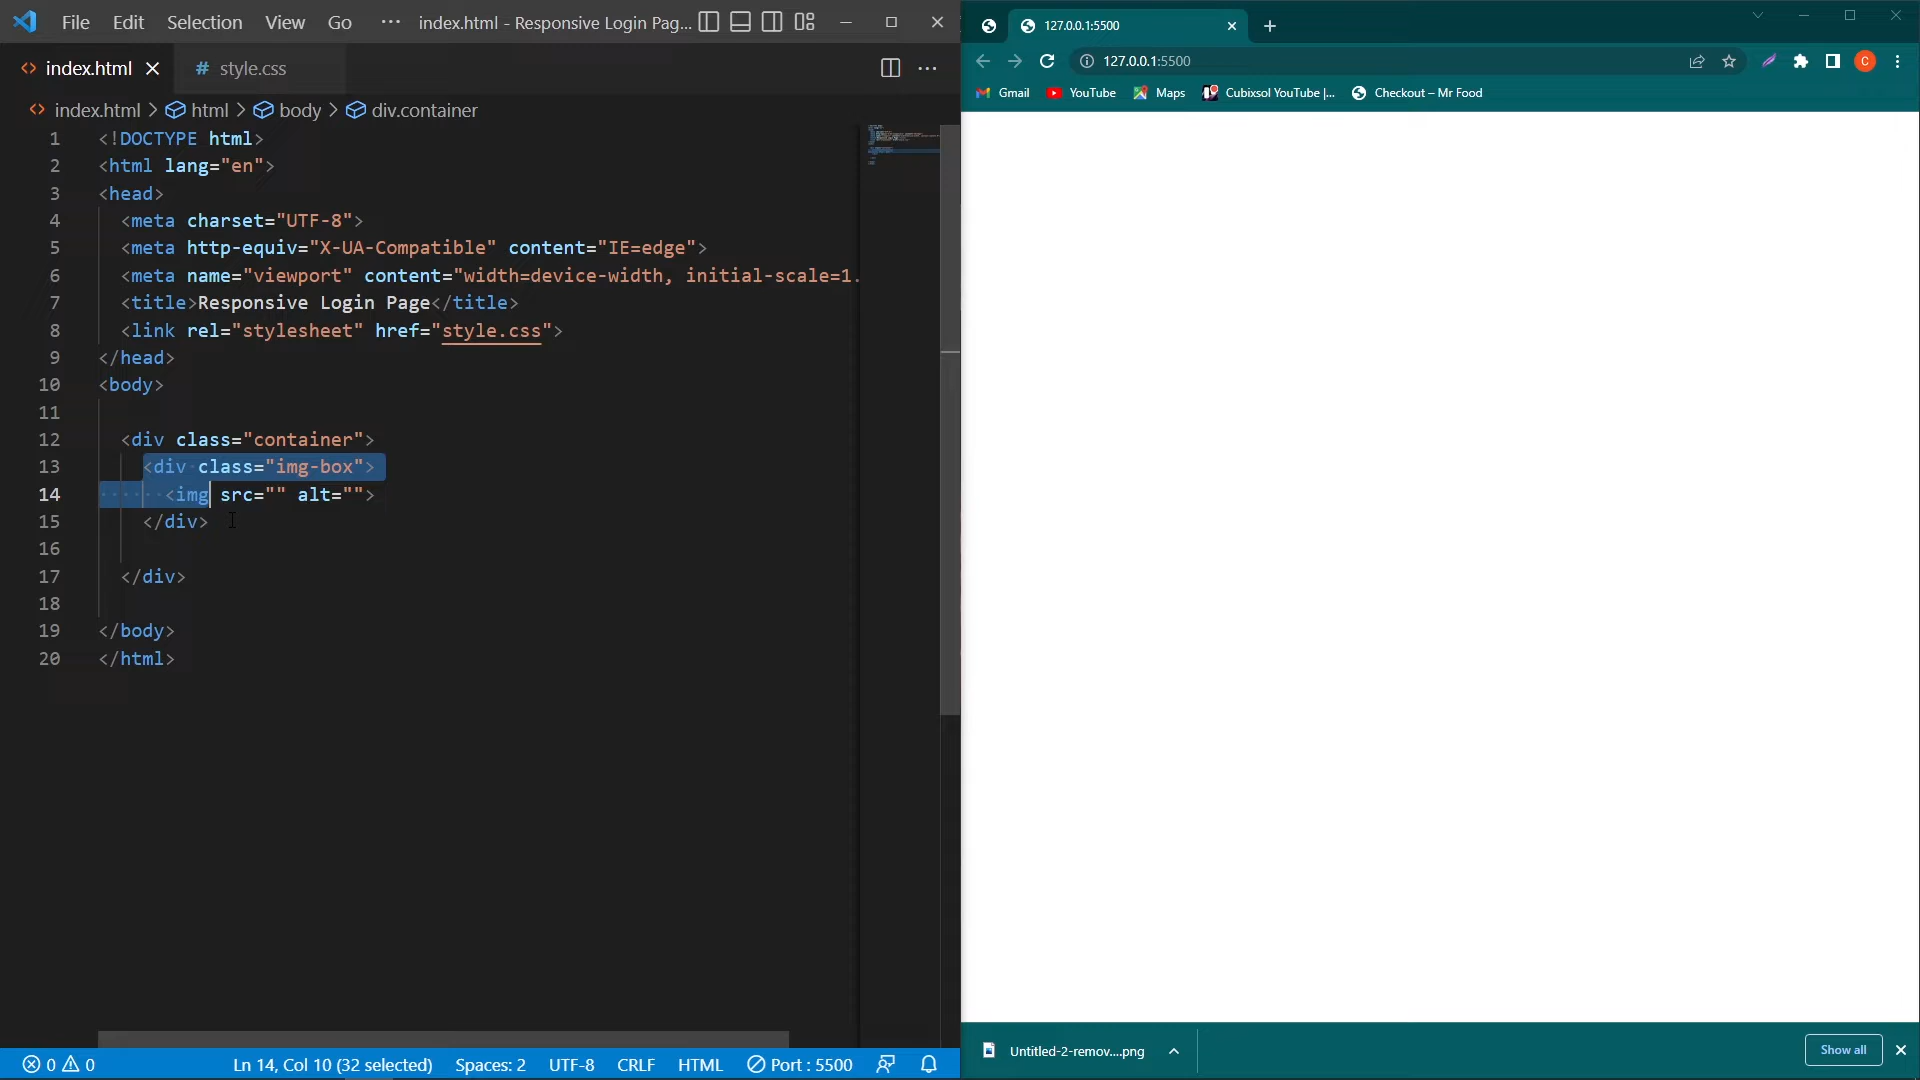 File Edit Selection View Go ··· index.html - Responsive Login Pag...
index.html # style.css
index.html > html > body > div.container
1 <!DOCTYPE html>
2 <html lang="en">
3 <head>
4 <meta charset="UTF-8">
5 <meta http-equiv="X-UA-Compatible" content="IE=edge">
6 <meta name="viewport" content="width=device-width, initial-scale=1.
7 <title>Responsive Login Page</title>
8 <link rel="stylesheet" href="style.css">
9 </head>
10 <body>
11
12 <div class="container">
13 <div class="img-box">
14 <img src="" alt="">
15 </div>
16
17 </div>
18
19 </body>
20 </html>
0 0 Ln 14, Col 10 (32 selected) Spaces: 2 UTF-8 CRLF HTML Port : 5500
127.0.0.1:5500
127.0.0.1:5500 C
Gmail YouTube Maps Cubixsol YouTube |... Checkout – Mr Food
Untitled-2-remov....png Show all